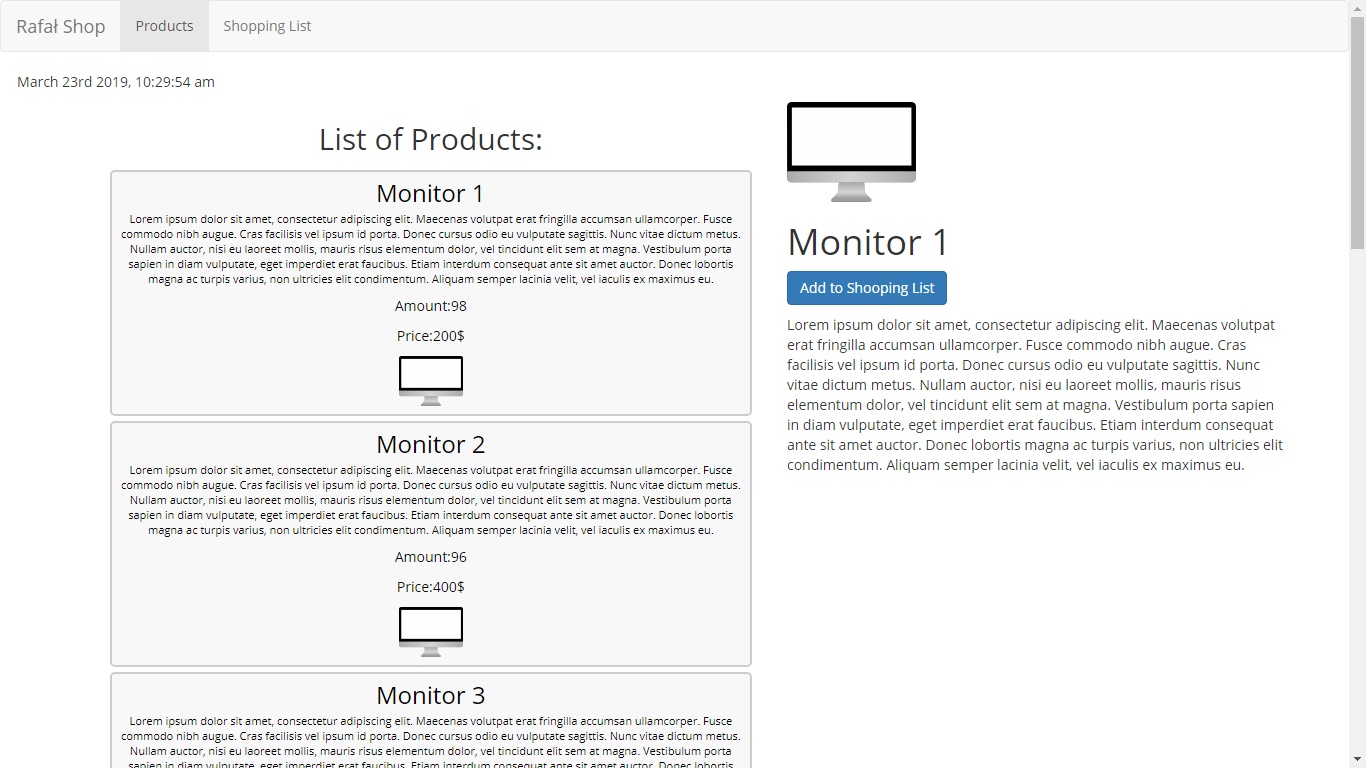 Rafał Shop Products Shopping List
March 23rd 2019, 10:29:54 am
List of Products:
Monitor 1
Lorem ipsum dolor sit amet, consectetur adipiscing elit. Maecenas volutpat erat fringilla accumsan ullamcorper. Fusce
commodo nibh augue. Cras facilisis vel ipsum id porta. Donec cursus odio eu vulputate sagittis. Nunc vitae dictum metus.
Nullam auctor, nisi eu laoreet mollis, mauris risus elementum dolor, vel tincidunt elit sem at magna. Vestibulum porta
sapien in diam vulputate, eget imperdiet erat faucibus. Etiam interdum consequat ante sit amet auctor. Donec lobortis
magna ac turpis varius, non ultricies elit condimentum. Aliquam semper lacinia velit, vel iaculis ex maximus eu.
Amount:98
Price:200$
Monitor 2
Lorem ipsum dolor sit amet, consectetur adipiscing elit. Maecenas volutpat erat fringilla accumsan ullamcorper. Fusce
commodo nibh augue. Cras facilisis vel ipsum id porta. Donec cursus odio eu vulputate sagittis. Nunc vitae dictum metus.
Nullam auctor, nisi eu laoreet mollis, mauris risus elementum dolor, vel tincidunt elit sem at magna. Vestibulum porta
sapien in diam vulputate, eget imperdiet erat faucibus. Etiam interdum consequat ante sit amet auctor. Donec lobortis
magna ac turpis varius, non ultricies elit condimentum. Aliquam semper lacinia velit, vel iaculis ex maximus eu.
Amount:96
Price:400$
Monitor 3
Lorem ipsum dolor sit amet, consectetur adipiscing elit. Maecenas volutpat erat fringilla accumsan ullamcorper. Fusce
commodo nibh augue. Cras facilisis vel ipsum id porta. Donec cursus odio eu vulputate sagittis. Nunc vitae dictum metus.
Nullam auctor, nisi eu laoreet mollis, mauris risus elementum dolor, vel tincidunt elit sem at magna. Vestibulum porta
sapien in diam vulputate, eget imperdiet erat faucibus. Etiam interdum consequat ante sit amet auctor. Donec lobortis
Monitor 1
Add to Shooping List
Lorem ipsum dolor sit amet, consectetur adipiscing elit. Maecenas volutpat
erat fringilla accumsan ullamcorper. Fusce commodo nibh augue. Cras
facilisis vel ipsum id porta. Donec cursus odio eu vulputate sagittis. Nunc
vitae dictum metus. Nullam auctor, nisi eu laoreet mollis, mauris risus
elementum dolor, vel tincidunt elit sem at magna. Vestibulum porta sapien
in diam vulputate, eget imperdiet erat faucibus. Etiam interdum consequat
ante sit amet auctor. Donec lobortis magna ac turpis varius, non ultricies elit
condimentum. Aliquam semper lacinia velit, vel iaculis ex maximus eu.